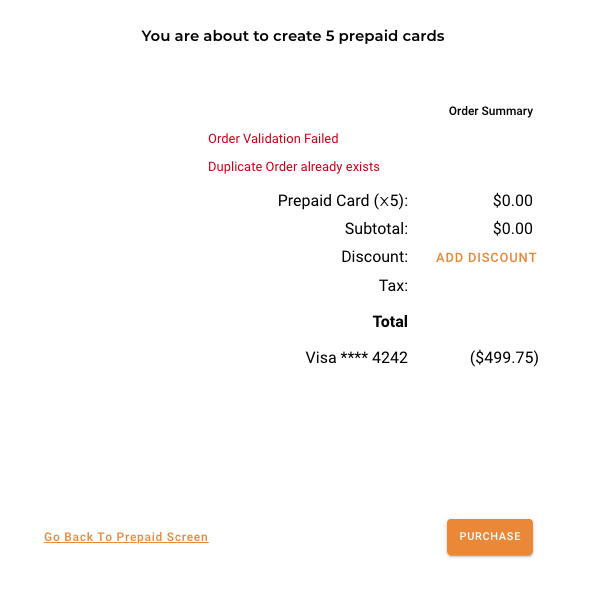 You are about to create 5 prepaid cards
Order Summary
Order Validation Failed
Duplicate Order already exists
Prepaid Card (×5): $0.00
Subtotal: $0.00
Discount: ADD DISCOUNT
Tax:
Total
Visa **** 4242 ($499.75)
Go Back To Prepaid Screen PURCHASE